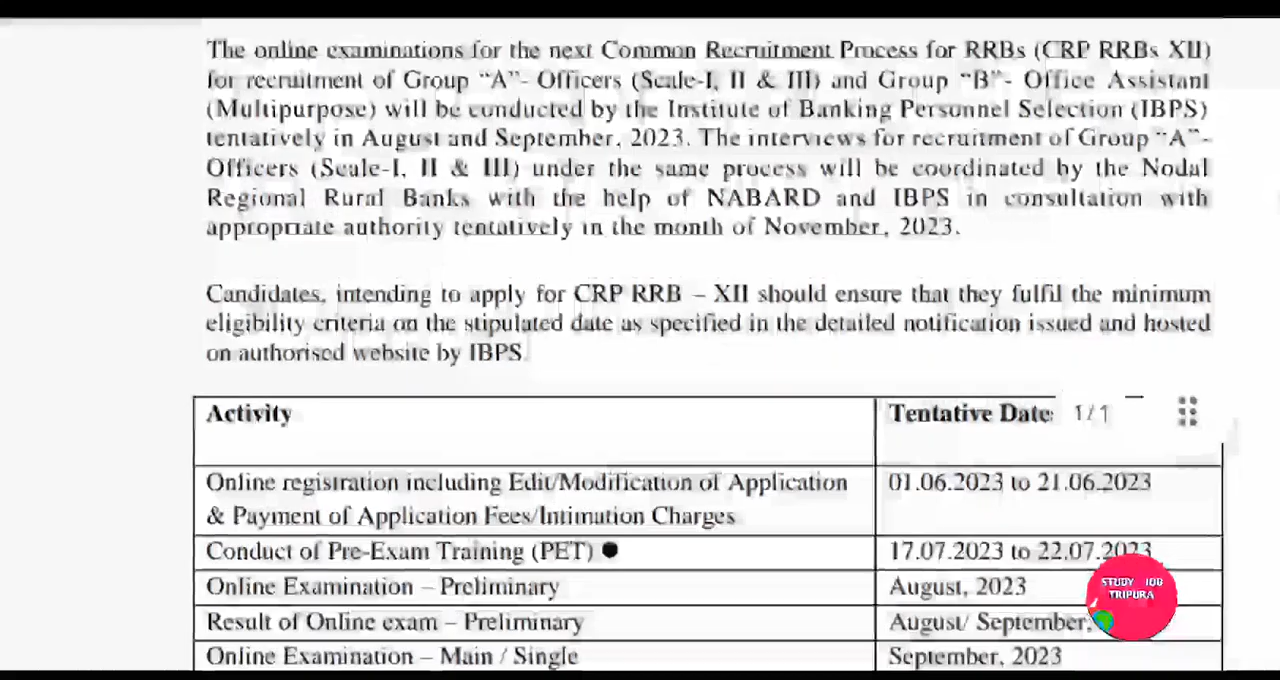 The online examinations for the next Common Recruitment Process for RRBs (CRP RRBs XII)
for recruitment of Group "A"- Officers (Scale-I, II & III) and Group "B"- Office Assistant
(Multipurpose) will be conducted by the Institute of Banking Personnel Selection (IBPS)
tentatively in August and September, 2023. The interviews for recruitment of Group "A"-
Officers (Scale-I, II & III) under the same process will be coordinated by the Nodal
Regional Rural Banks with the help of NABARD and IBPS in consultation with
appropriate authority tentatively in the month of November, 2023.
Candidates, intending to apply for CRP RRB – XII should ensure that they fulfil the minimum
eligibility criteria on the stipulated date as specified in the detailed notification issued and hosted
on authorised website by IBPS.
Activity Tentative Date 1/1
Online registration including Edit/Modification of Application 01.06.2023 to 21.06.2023
& Payment of Application Fees/Intimation Charges
Conduct of Pre-Exam Training (PET) ● 17.07.2023 to 22.07.2023
Online Examination – Preliminary August, 2023
STUDY JOB
TRIPURA
Result of Online exam – Preliminary August/ September,
Online Examination – Main / Single September, 2023